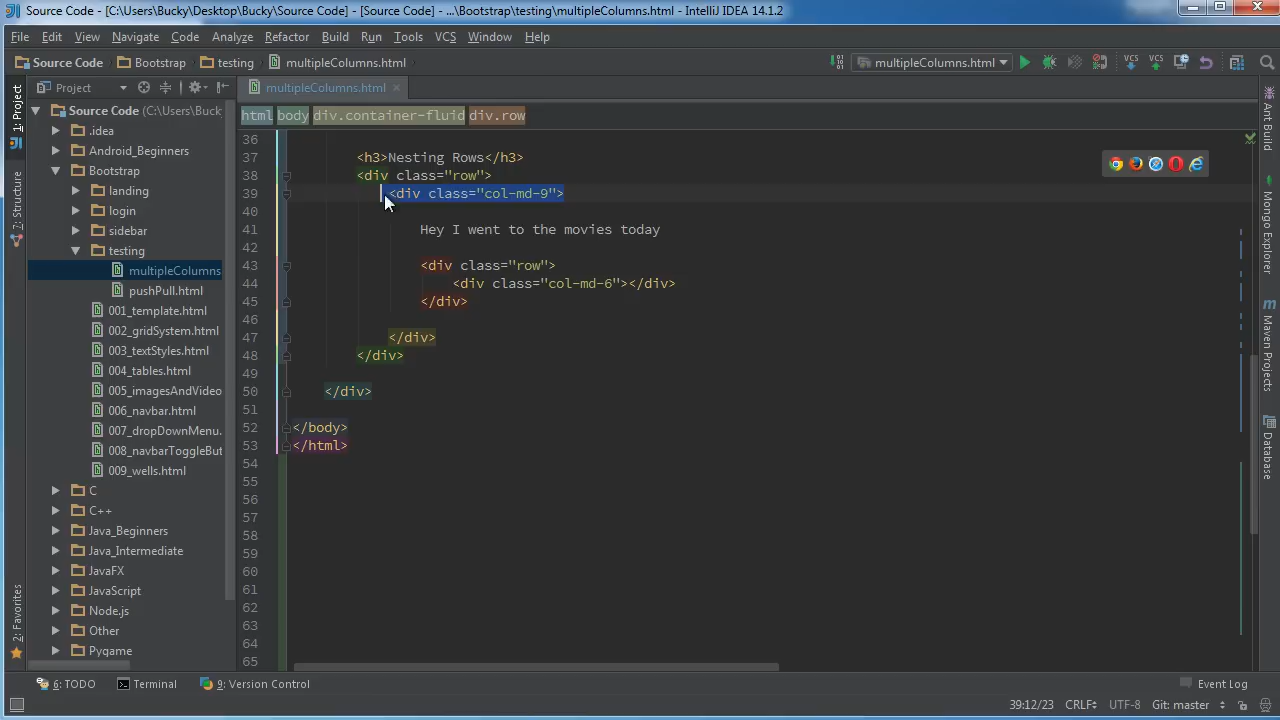 Source Code - [C:\Users\Bucky\Desktop\Bucky\Source Code] - [Source Code] - ...\Bootstrap\testing\multipleColumns.html - IntelliJ IDEA 14.1.2
File Edit View Navigate Code Analyze Refactor Build Run Tools VCS Window Help
Source Code Bootstrap testing multipleColumns.html multipleColumns.html VCS VCS
Project multipleColumns.html
html body div.container-fluid div.row
Source Code (C:\Users\Buck
.idea
Android_Beginners
Bootstrap
landing
login
sidebar
testing
multipleColumns
pushPull.html
001_template.html
002_gridSystem.html
003_textStyles.html
004_tables.html
005_imagesAndVideo
006_navbar.html
007_dropDownMenu.
008_navbarToggleBut
009_wells.html
C
C++
Java_Beginners
Java_Intermediate
JavaFX
JavaScript
Node.js
Other
Pygame
36
37 <h3>Nesting Rows</h3>
38 <div class="row">
39 <div class="col-md-9">
40
41 Hey I went to the movies today
42
43 <div class="row">
44 <div class="col-md-6"></div>
45 </div>
46
47 </div>
48 </div>
49
50 </div>
51
52 </body>
53 </html>
54
55
56
57
58
59
60
61
62
63
64
65
1: Project
7: Structure
2: Favorites
Ant Build
Mongo Explorer
m Maven Projects
Database
6: TODO Terminal 9: Version Control Event Log
39:12/23 CRLF UTF-8 Git: master